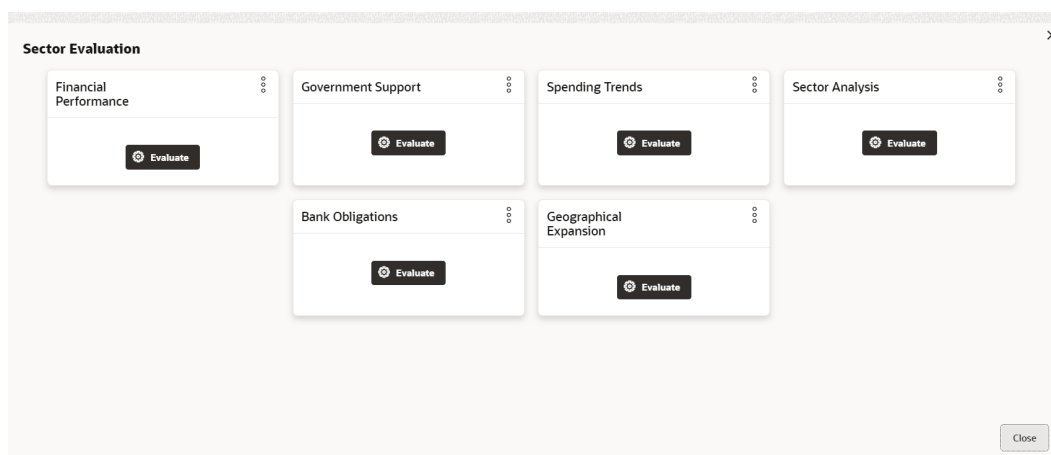 Sector Evaluation
Financial
Performance
Government Support
Spending Trends
Sector Analysis
Evaluate
Evaluate
Evaluate
Evaluate
Bank Obligations
Geographical
Expansion
Evaluate
Evaluate
Close